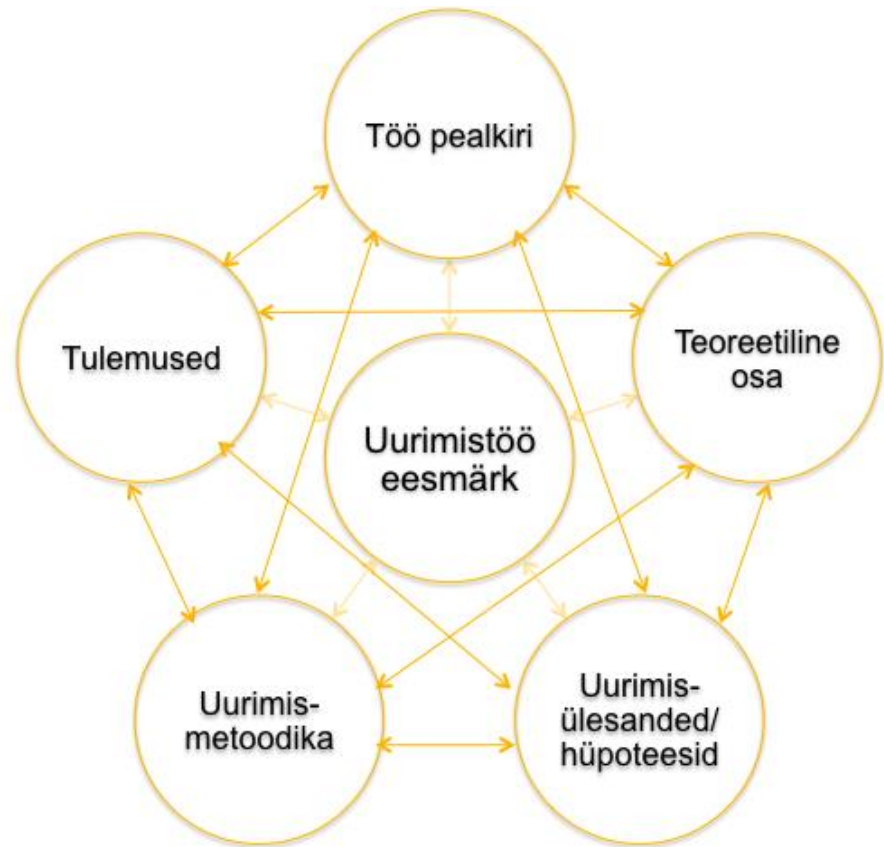 Töö pealkiri
Tulemused
Teoreetiline
osa
Uurimistöö
eesmärk
Uurimis-
metoodika
Uurimis-
ülesanded/
hüpoteesid